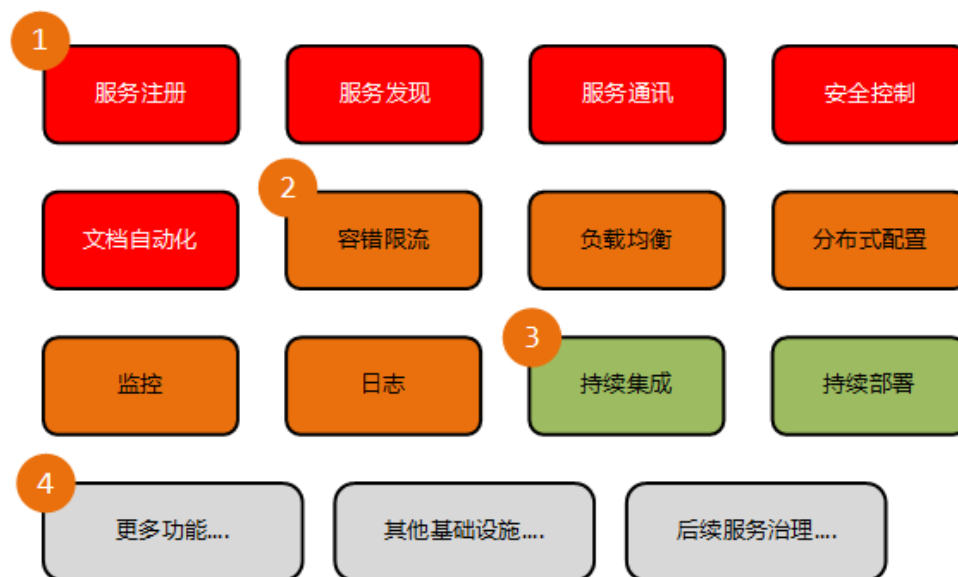 1
服务注册
服务发现
服务通讯
安全控制
文档自动化
2
容错限流
负载均衡
分布式配置
监控
日志
3
持续集成
持续部署
4
更多功能....
其他基础设施....
后续服务治理....